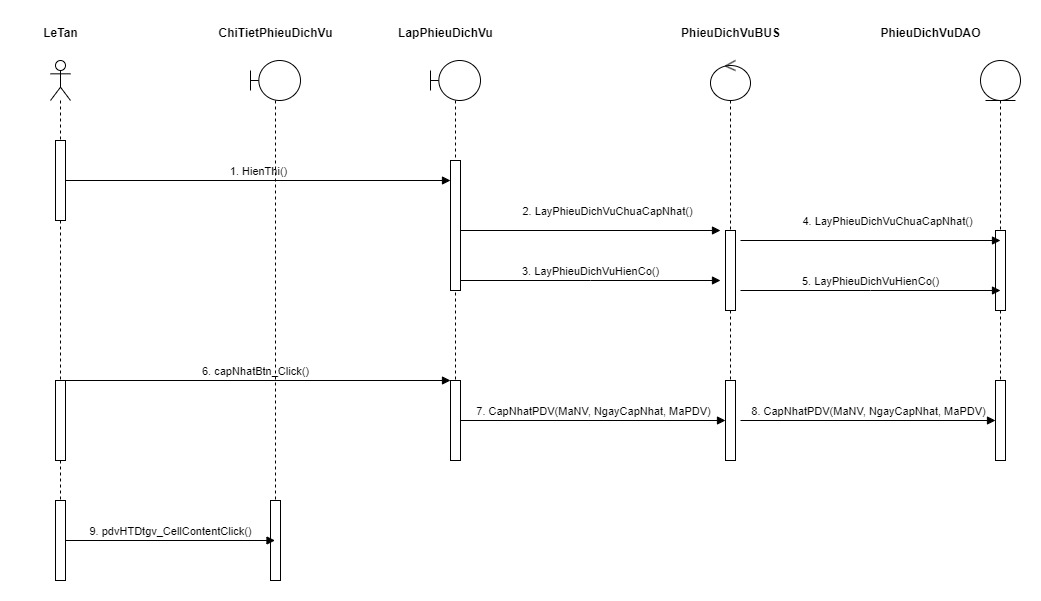 LeTan
ChiTietPhieuDichVu
LapPhieuDichVu
PhieuDichVuBUS
PhieuDichVuDAO
1. HienThi()
2. LayPhieuDichVuChuaCapNhat()
4. LayPhieuDichVuChuaCapNhat()
3. LayPhieuDichVuHienCo()
5. LayPhieuDichVuHienCo()
6. capNhatBtn_Click()
7. CapNhatPDV(MaNV, NgayCapNhat, MaPDV)
8. CapNhatPDV(MaNV, NgayCapNhat, MaPDV)
9. pdvHTDtgv_CellContentClick()